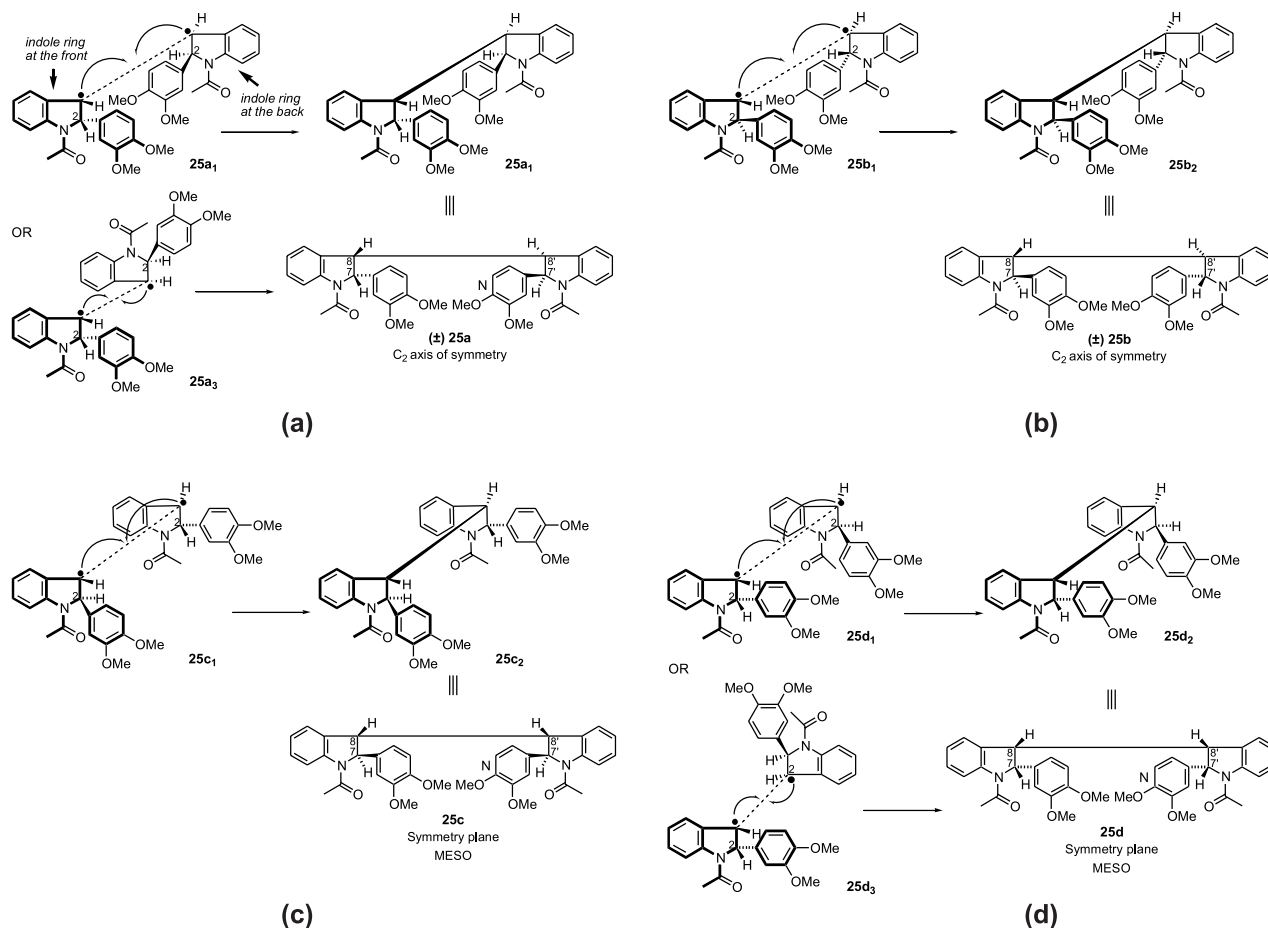 H
indole ring
at the front
2
H
N
MeO
O
OMe
indole ring
at the back
H
2
H
N
O
OMe
OMe
25a1
H
H
N
MeO
O
OMe
H
H
N
O
OMe
OMe
25a1
OR
OMe
O
OMe
N
2
H
H
2
H
N
O
OMe
OMe
25a3
H
H
8
7
8'
7'
N
H
N
H
N
O
OMe
MeO
O
OMe
OMe
(±) 25a
C2 axis of symmetry
(a)
H
2
H
N
MeO
O
OMe
H
2
H
N
O
OMe
OMe
25b1
H
H
N
MeO
O
OMe
H
H
N
O
OMe
OMe
25b2
H
H
8
7
8'
7'
N
H
H
N
O
OMe
MeO
O
OMe
OMe
(±) 25b
C2 axis of symmetry
(b)
H
2
N
H
OMe
O
OMe
H
2
H
N
O
OMe
OMe
25c1
H
N
H
OMe
O
OMe
H
H
N
O
OMe
OMe
25c2
H
H
8
7
8'
7'
N
H
N
H
N
O
OMe
MeO
O
OMe
OMe
25c
Symmetry plane
MESO
(c)
H
2
H
N
O
OMe
OMe
H
2
OMe
N
H
O
OMe
25d1
H
H
N
O
OMe
OMe
H
OMe
N
H
O
OMe
25d2
OR
MeO
OMe
O
N
H
2
H
H
2
OMe
N
H
O
OMe
25d3
H
H
8
7
8'
7'
N
H
N
H
N
O
OMe
MeO
O
OMe
OMe
25d
Symmetry plane
MESO
(d)